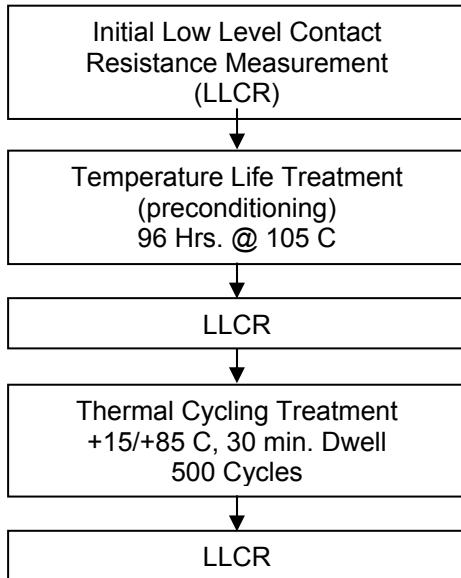 Initial Low Level Contact
Resistance Measurement
(LLCR)
Temperature Life Treatment
(preconditioning)
96 Hrs. @ 105 C
LLCR
Thermal Cycling Treatment
+15/+85 C, 30 min. Dwell
500 Cycles
LLCR